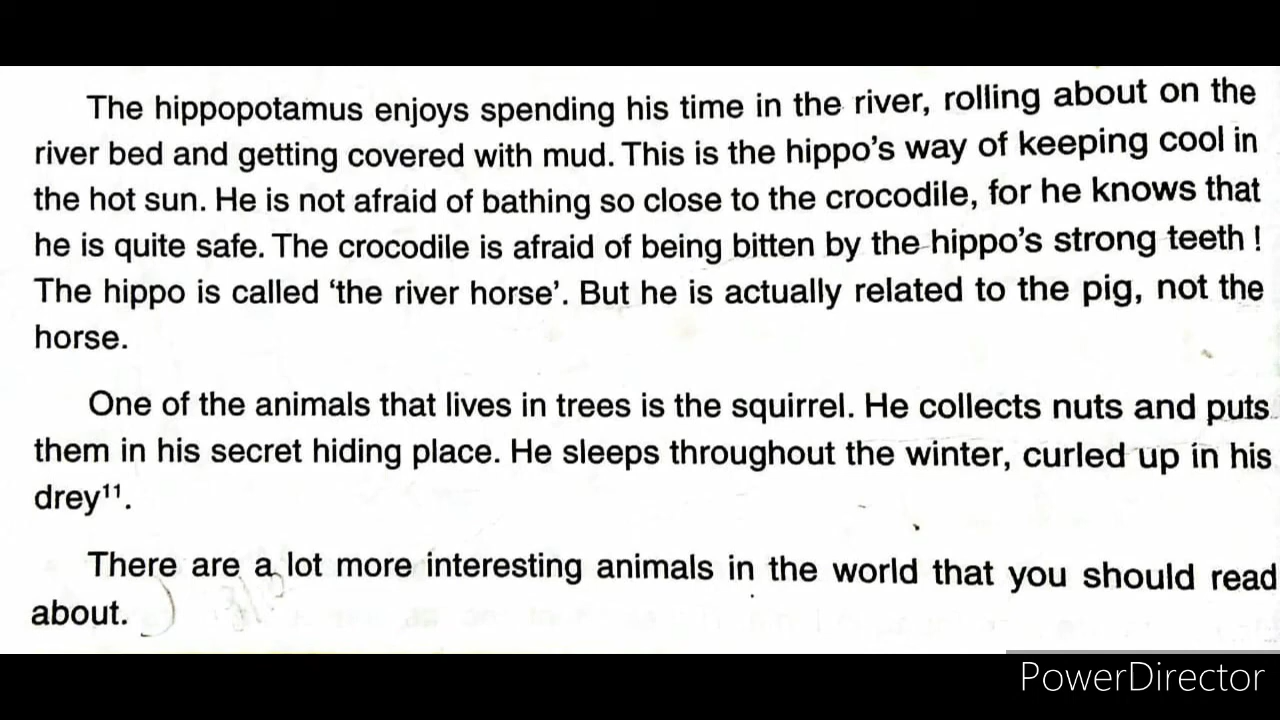 The hippopotamus enjoys spending his time in the river, rolling about on the
river bed and getting covered with mud. This is the hippo's way of keeping cool in
the hot sun. He is not afraid of bathing so close to the crocodile, for he knows that
he is quite safe. The crocodile is afraid of being bitten by the hippo's strong teeth !
The hippo is called ‘the river horse’. But he is actually related to the pig, not the
horse.
One of the animals that lives in trees is the squirrel. He collects nuts and puts
them in his secret hiding place. He sleeps throughout the winter, curled up in his
drey¹¹.
There are a lot more interesting animals in the world that you should read
about.
PowerDirector